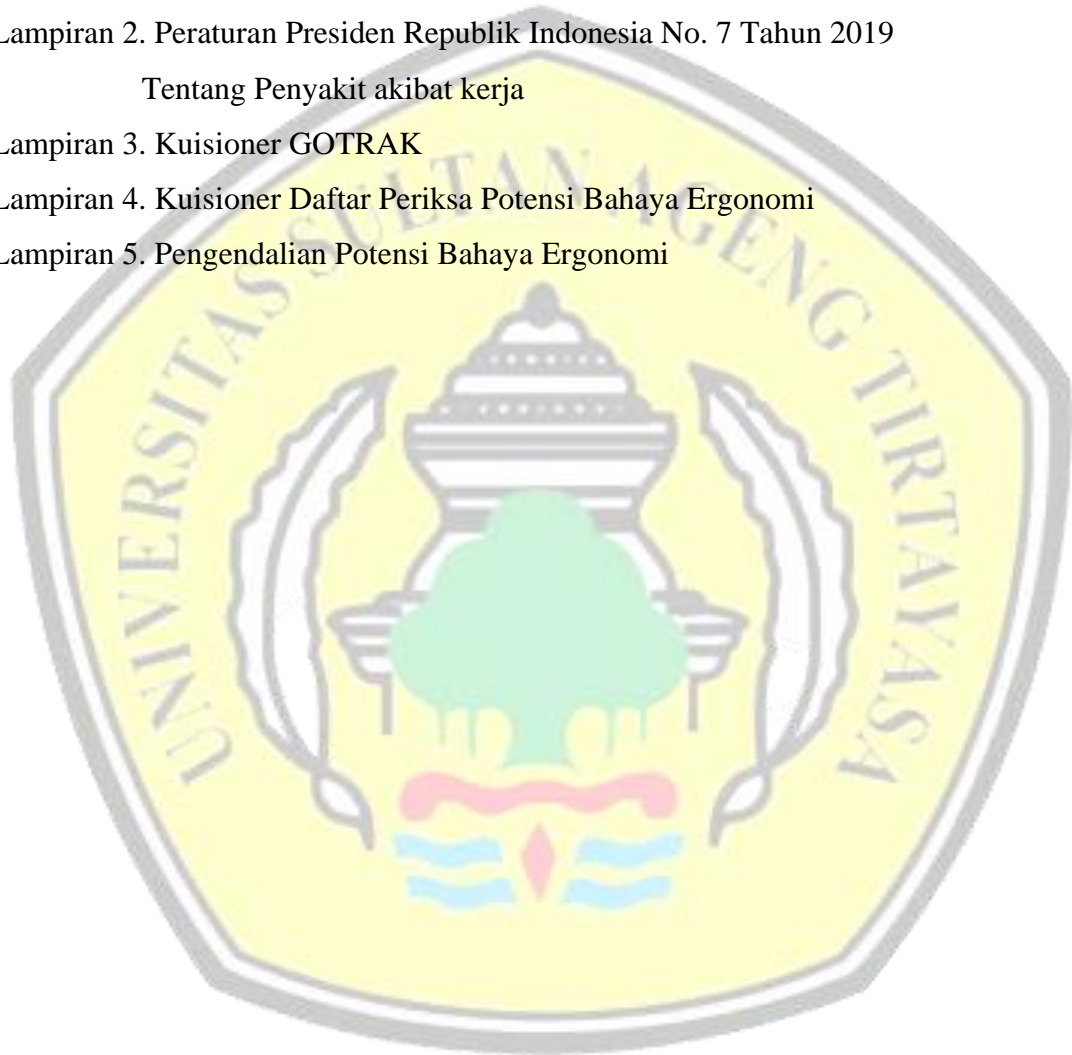 Lampiran 2. Peraturan Presiden Republik Indonesia No. 7 Tahun 2019
Tentang Penyakit akibat kerja
Lampiran 3. Kuisioner GOTRAK
Lampiran 4. Kuisioner Daftar Periksa Potensi Bahaya Ergonomi
Lampiran 5. Pengendalian Potensi Bahaya Ergonomi
UNIVERSITAS SULTAN AGENG TIRTAYASA